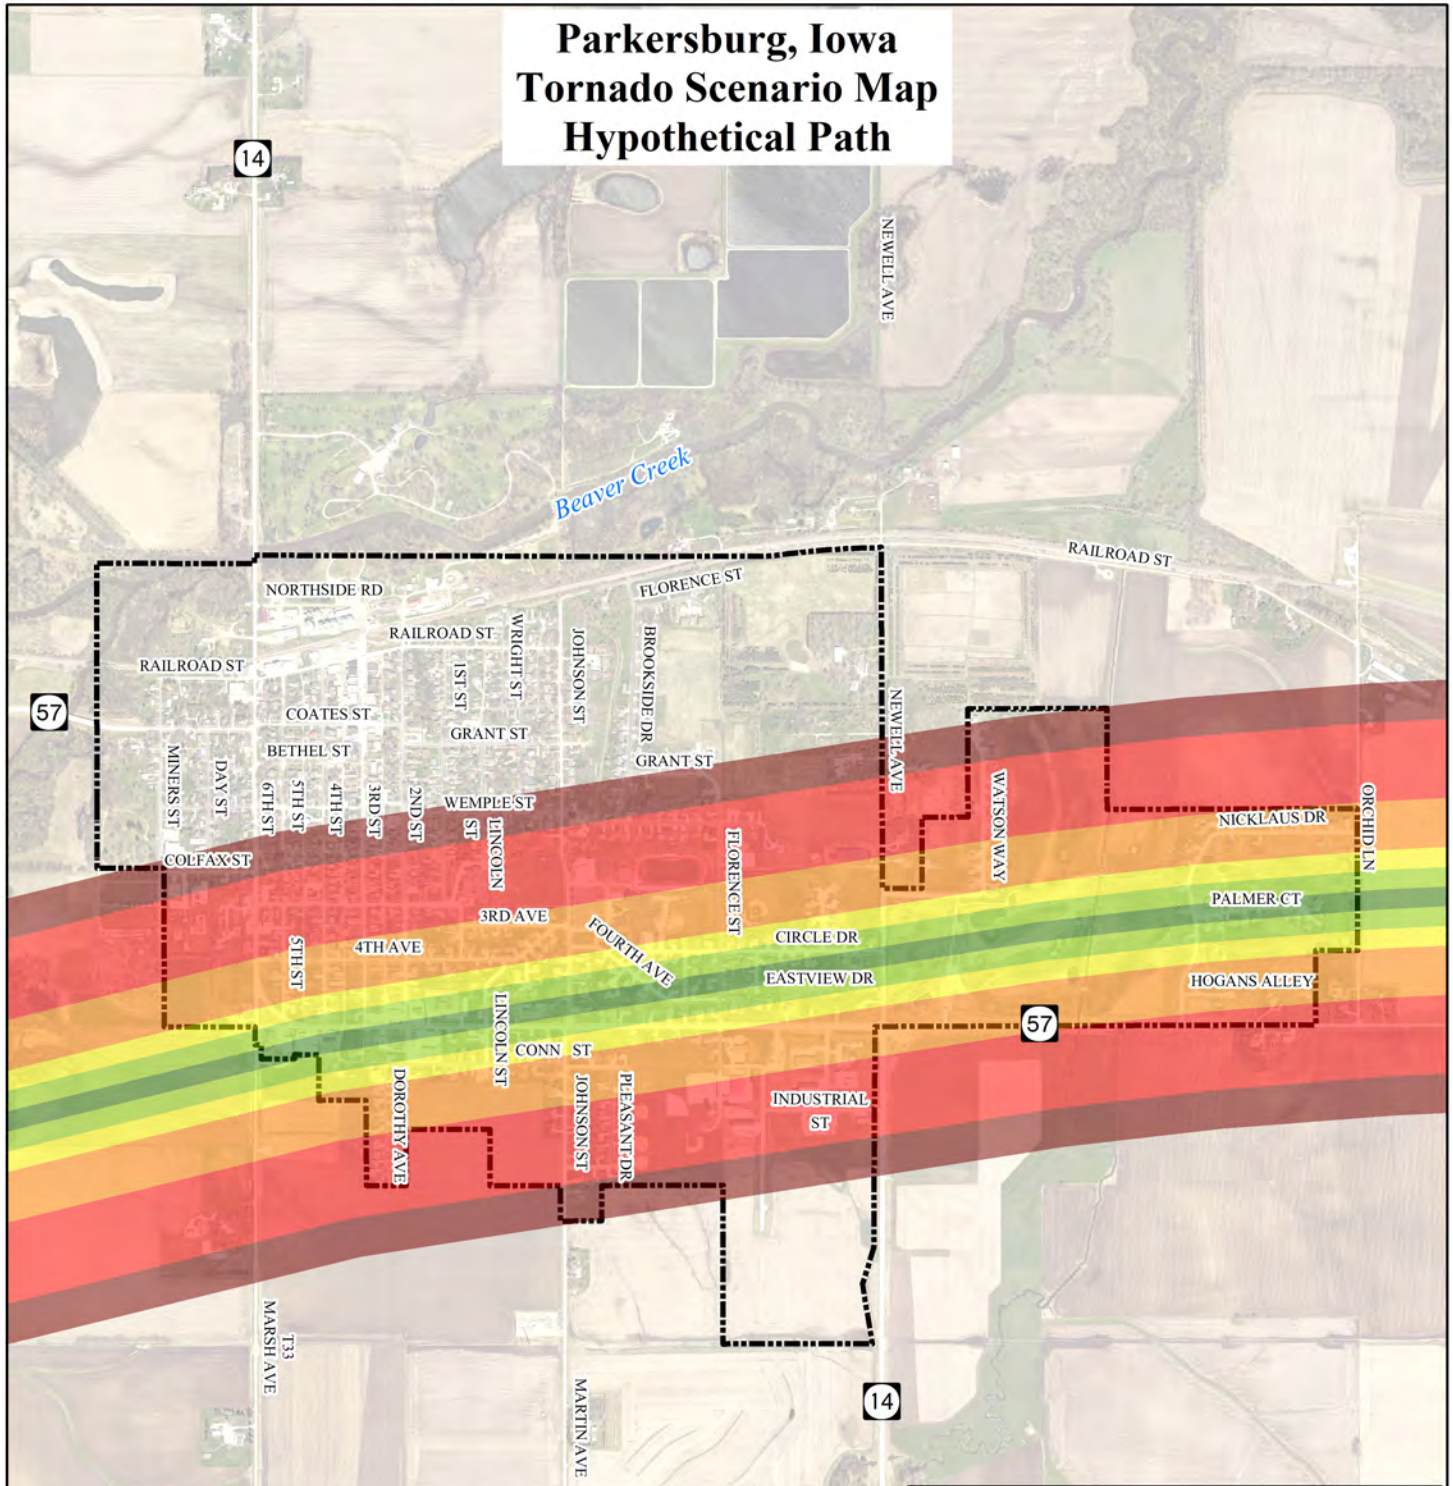 Parkersburg, Iowa
Tornado Scenario Map
Hypothetical Path
14
NEWELL AVE
Beaver Creek
RAILROAD ST
FLORENCE ST
NORTHSIDE RD
RAILROAD ST
WRIGHT ST
JOHNSON ST
BROOKSIDE DR
RAILROAD ST
1ST ST
57
COATES ST
GRANT ST
BETHEL ST
GRANT ST
NEWELL AVE
MINERS ST
DAY ST
6TH ST
5TH ST
4TH ST
3RD ST
2ND ST
WEMPLE ST
LINCOLN
ST
WATSON WAY
ORCHID LN
NICKLAUS DR
COLFAX ST
FLORENCE ST
PALMER CT
3RD AVE
4TH AVE
5TH ST
FOURTH AVE
CIRCLE DR
EASTVIEW DR
HOGANS ALLEY
57
LINCOLN ST
CONN ST
DOROTHY AVE
JOHNSON ST
PLEASANT DR
INDUSTRIAL
ST
T33
MARSH AVE
MARTIN AVE
14